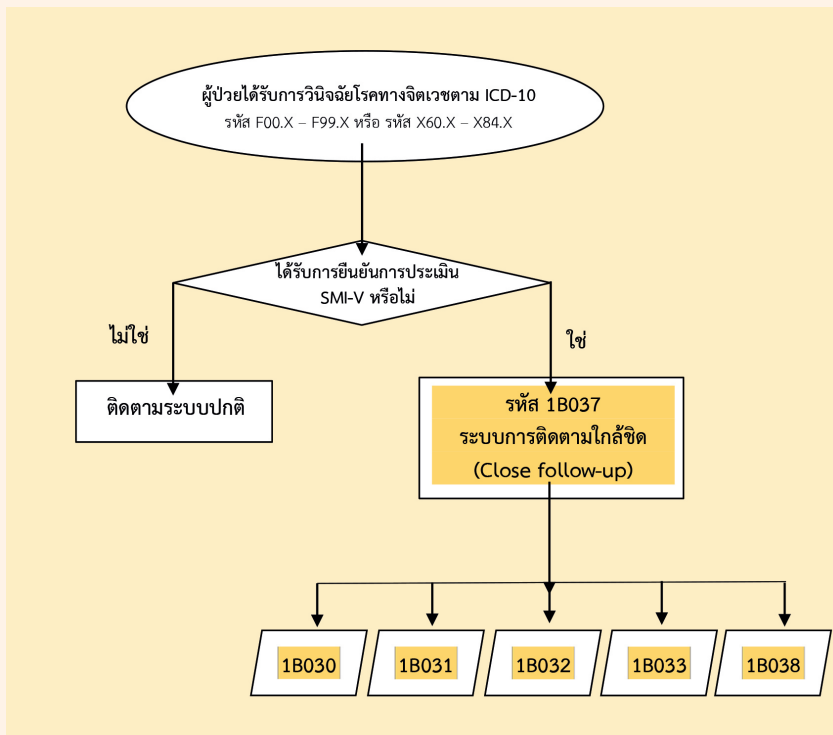 ผู้ป่วยได้รับการวินิจฉัยโรคทางจิตเวชตาม ICD-10
รหัส F00.X – F99.X หรือ รหัส X60.X – X84.X
ได้รับการยืนยันการประเมิน
SMI-V หรือไม่
ไม่ใช่
ใช่
ติดตามระบบปกติ
รหัส 1B037
ระบบการติดตามใกล้ชิด
(Close follow-up)
1B030
1B031
1B032
1B033
1B038